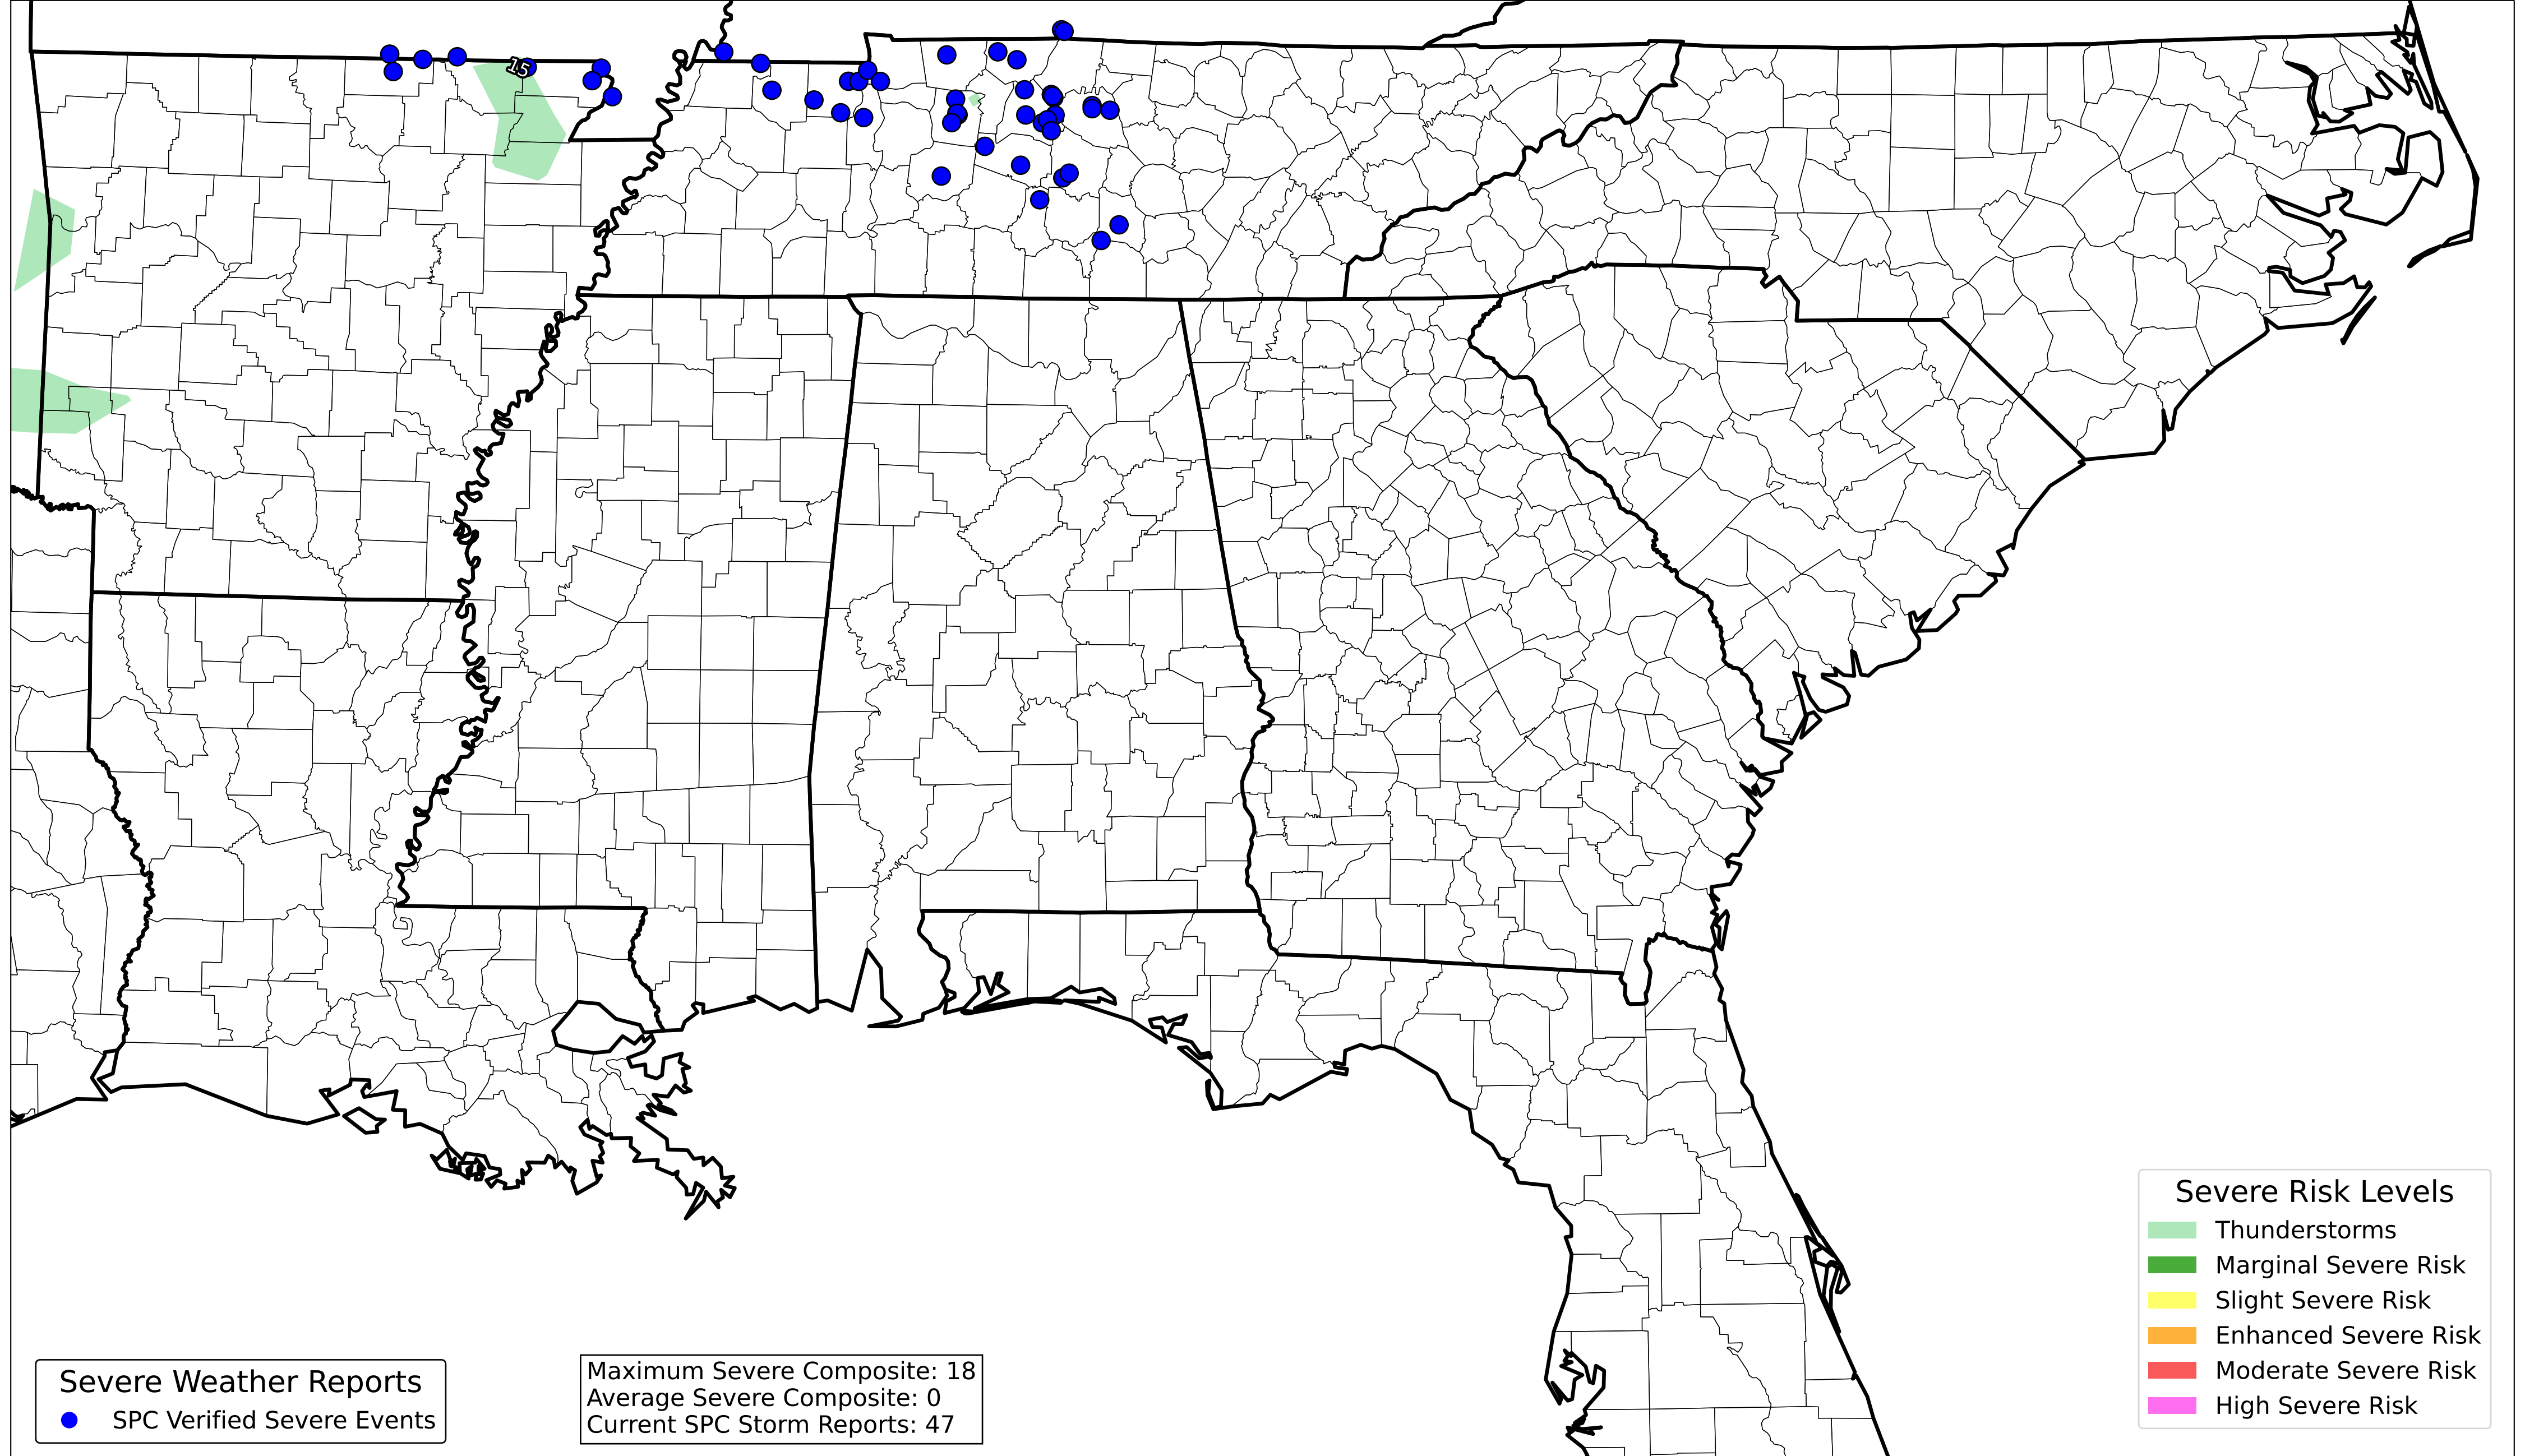 15
Severe Weather Reports
SPC Verified Severe Events
Maximum Severe Composite: 18
Average Severe Composite: 0
Current SPC Storm Reports: 47
Severe Risk Levels
Thunderstorms
Marginal Severe Risk
Slight Severe Risk
Enhanced Severe Risk
Moderate Severe Risk
High Severe Risk